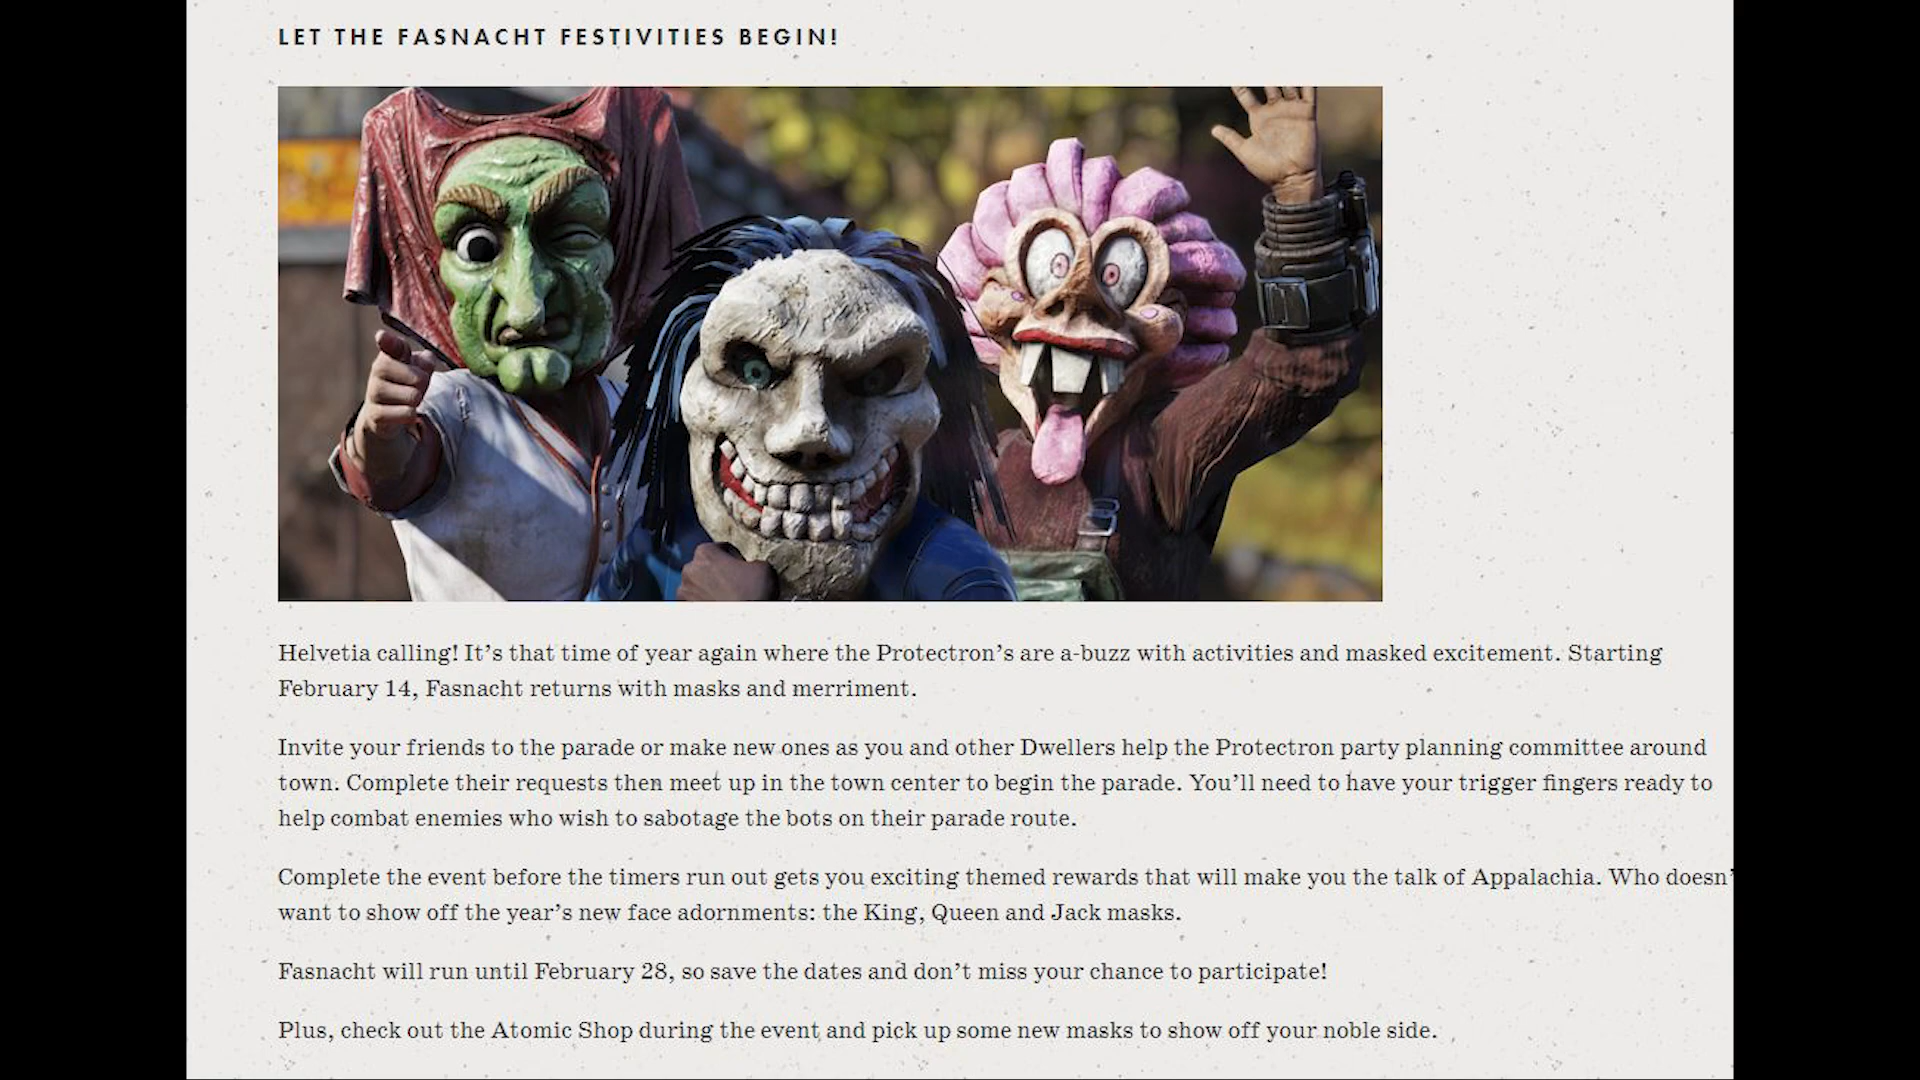 LET THE FASNACHT FESTIVITIES BEGIN!
Helvetia calling! It's that time of year again where the Protectron's are a-buzz with activities and masked excitement. Starting
February 14, Fasnacht returns with masks and merriment.
Invite your friends to the parade or make new ones as you and other Dwellers help the Protectron party planning committee around
town. Complete their requests then meet up in the town center to begin the parade. You'll need to have your trigger fingers ready to
help combat enemies who wish to sabotage the bots on their parade route.
Complete the event before the timers run out gets you exciting themed rewards that will make you the talk of Appalachia. Who doesn'
want to show off the year's new face adornments: the King, Queen and Jack masks.
Fasnacht will run until February 28, so save the dates and don't miss your chance to participate!
Plus, check out the Atomic Shop during the event and pick up some new masks to show off your noble side.